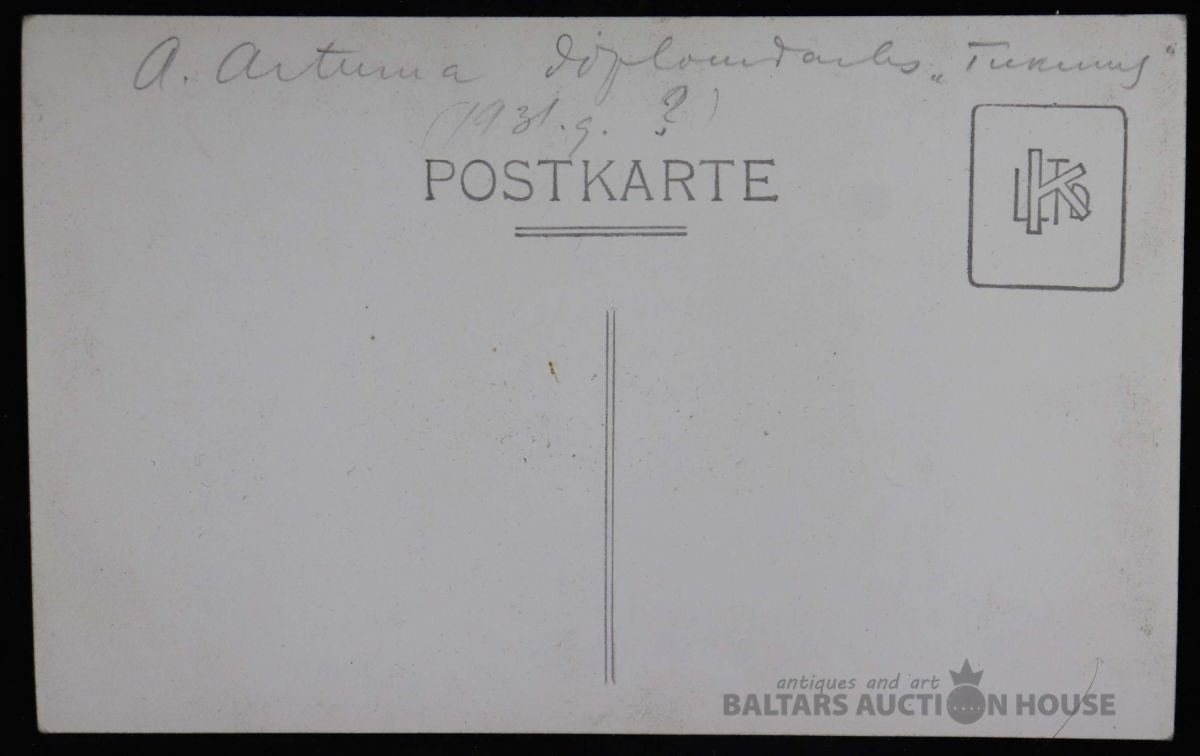 A. Artuma diplomdarbs „Tukums“
(1931. g. ?)
POSTKARTE
antiques and art
BALTARS AUCTION HOUSE